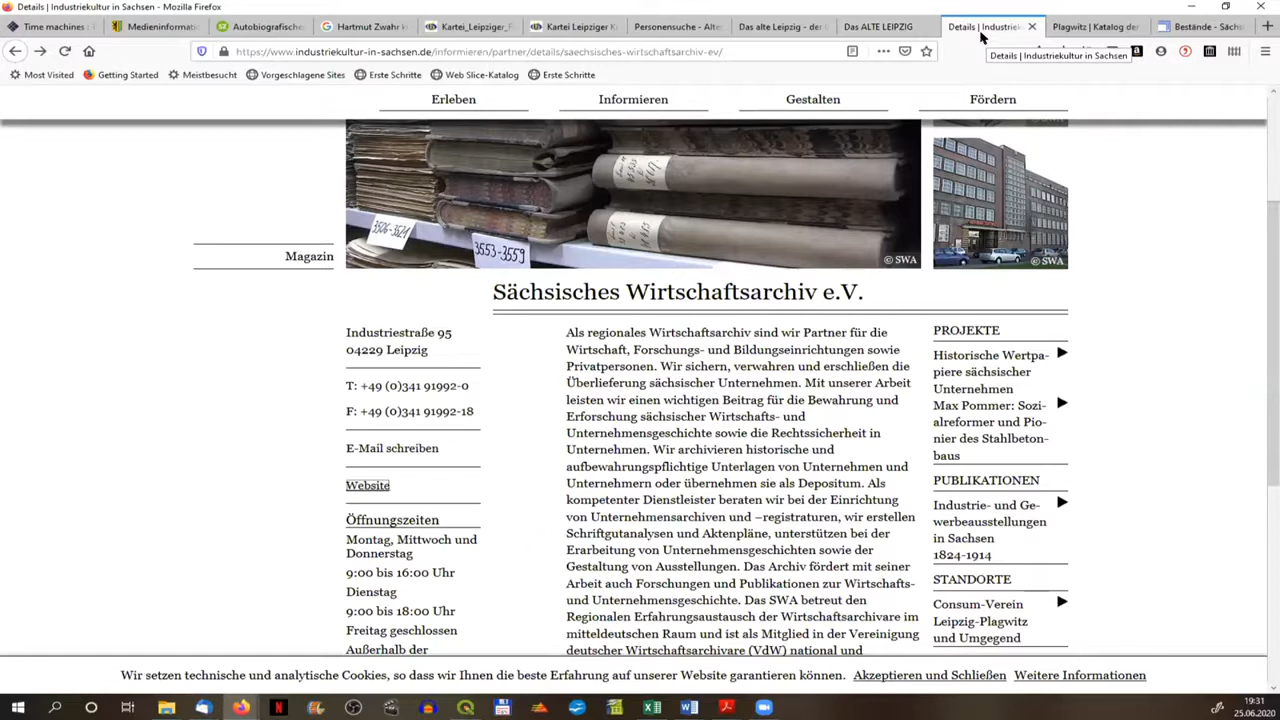 Details | Industriekultur in Sachsen - Mozilla Firefox
Time machines :
Medieninformati
Autobiografische
Hartmut Zwahr k
Kartei_Leipziger_F
Kartei Leipziger K
Personensuche - Alte
Das alte Leipzig - der
Das ALTE LEIPZIG
Details | Industriek
Plagwitz | Katalog der
Bestände - Sächs
https://www.industriekultur-in-sachsen.de/informieren/partner/details/saechsisches-wirtschaftsarchiv-ev/
Details | Industriekultur in Sachsen
Most Visited
Getting Started
Meistbesucht
Vorgeschlagene Sites
Erste Schritte
Web Slice-Katalog
Erste Schritte
Erleben
Informieren
Gestalten
Fördern
3506-3521
3553-3559
© SWA
© SWA
Magazin
Sächsisches Wirtschaftsarchiv e.V.
Industriestraße 95
04229 Leipzig
T: +49 (0)341 91992-0
F: +49 (0)341 91992-18
E-Mail schreiben
Website
Öffnungszeiten
Montag, Mittwoch und
Donnerstag
9:00 bis 16:00 Uhr
Dienstag
9:00 bis 18:00 Uhr
Freitag geschlossen
Außerhalb der
Als regionales Wirtschaftsarchiv sind wir Partner für die
Wirtschaft, Forschungs- und Bildungseinrichtungen sowie
Privatpersonen. Wir sichern, verwahren und erschließen die
Überlieferung sächsischer Unternehmen. Mit unserer Arbeit
leisten wir einen wichtigen Beitrag für die Bewahrung und
Erforschung sächsischer Wirtschafts- und
Unternehmensgeschichte sowie die Rechtssicherheit in
Unternehmen. Wir archivieren historische und
aufbewahrungspflichtige Unterlagen von Unternehmen und
Unternehmern oder übernehmen sie als Depositum. Als
kompetenter Dienstleister beraten wir bei der Einrichtung
von Unternehmensarchiven und –registraturen, wir erstellen
Schriftgutanalysen und Aktenpläne, unterstützen bei der
Erarbeitung von Unternehmensgeschichten sowie der
Gestaltung von Ausstellungen. Das Archiv fördert mit seiner
Arbeit auch Forschungen und Publikationen zur Wirtschafts-
und Unternehmensgeschichte. Das SWA betreut den
Regionalen Erfahrungsaustausch der Wirtschaftsarchivare im
mitteldeutschen Raum und ist als Mitglied in der Vereinigung
deutscher Wirtschaftsarchivare (VdW) national und
PROJEKTE
Historische Wertpa-
piere sächsischer
Unternehmen
Max Pommer: Sozi-
alreformer und Pio-
nier des Stahlbeton-
baus
PUBLIKATIONEN
Industrie- und Ge-
werbeausstellungen
in Sachsen
1824-1914
STANDORTE
Consum-Verein
Leipzig-Plagwitz
und Umgegend
Wir setzen technische und analytische Cookies, so dass wir Ihnen die beste Erfahrung auf unserer Website garantieren können. Akzeptieren und Schließen Weitere Informationen
19:31
25.06.2020